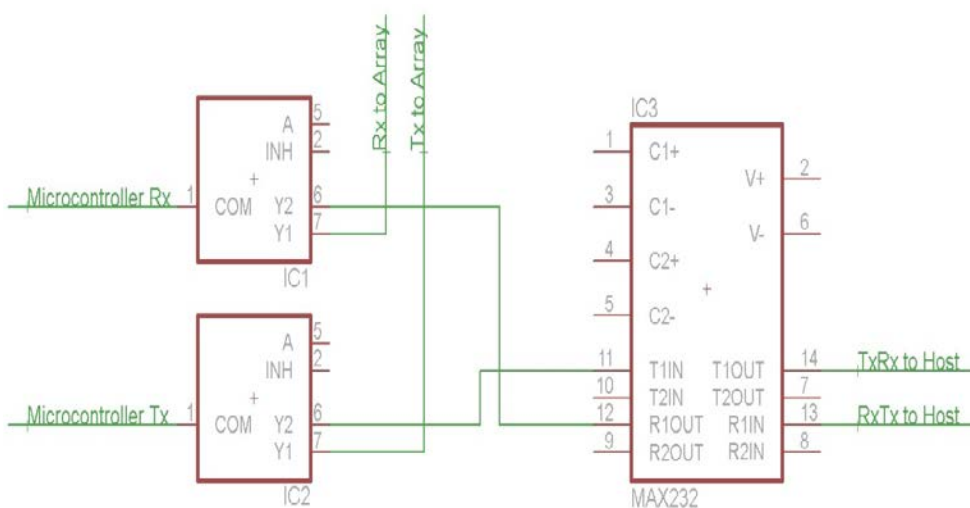 Rx to Array
Tx to Array
5
A
2
INH
Microcontroller Rx
1
COM
Y2
6
Y1
7
IC1
5
A
2
INH
Microcontroller Tx
1
COM
Y2
6
Y1
7
IC2
IC3
1
C1+
V+
2
3
C1-
V-
6
4
C2+
5
C2-
11
T1IN
T1OUT
14
TxRx to Host
10
T2IN
T2OUT
7
12
R1OUT
R1IN
13
RxTx to Host
9
R2OUT
R2IN
8
MAX232